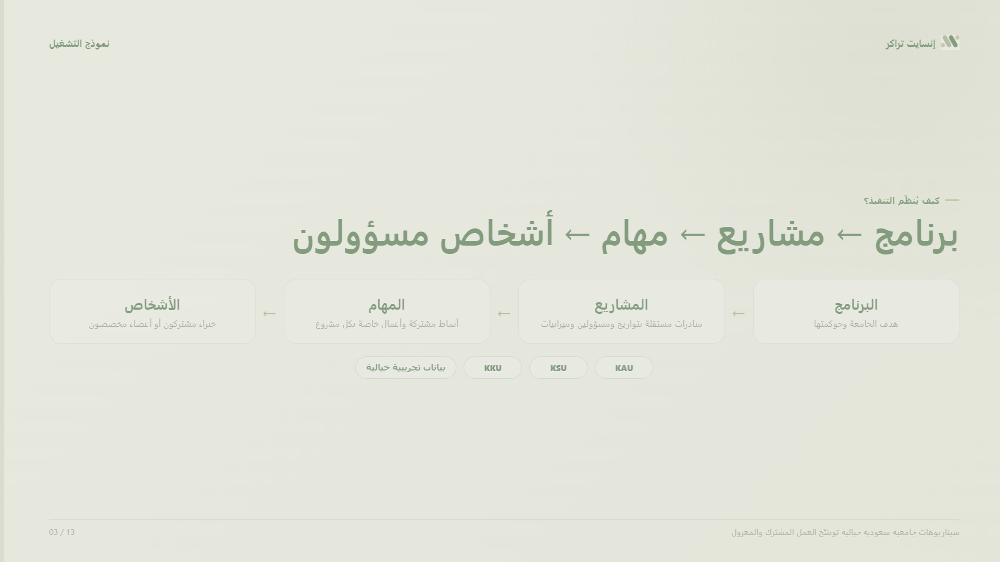 إنسايت تراكر
نموذج التشغيل
كيف يُنظّم التنفيذ؟
برنامج ← مشاريع ← مهام ← أشخاص مسؤولون
البرنامج
هدف الجامعة وحوكمتها
←
المشاريع
مبادرات مستقلة بتواريخ ومسؤولين وميزانيات
←
المهام
أنماط مشتركة وأعمال خاصة بكل مشروع
←
الأشخاص
خبراء مشتركون أو أعضاء مخصصون
KAU
KSU
KKU
بيانات تجريبية خيالية
سيناريوهات جامعية سعودية خيالية توضّح العمل المشترك والمعزول
03 / 13